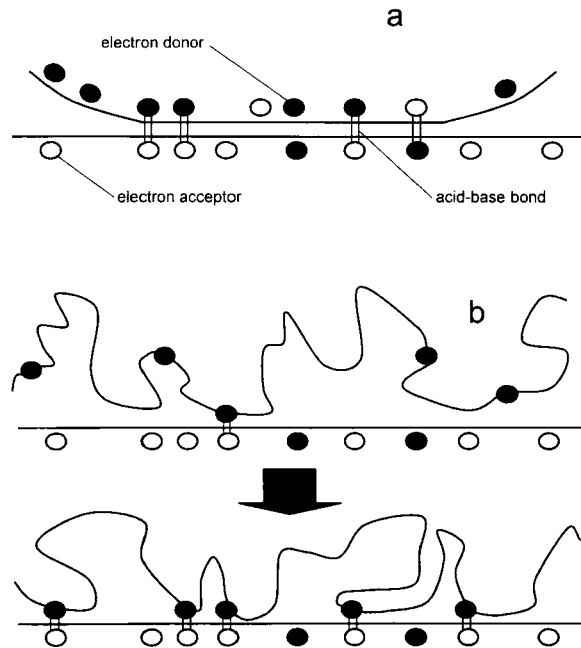 a
electron donor
electron acceptor
acid-base bond
b